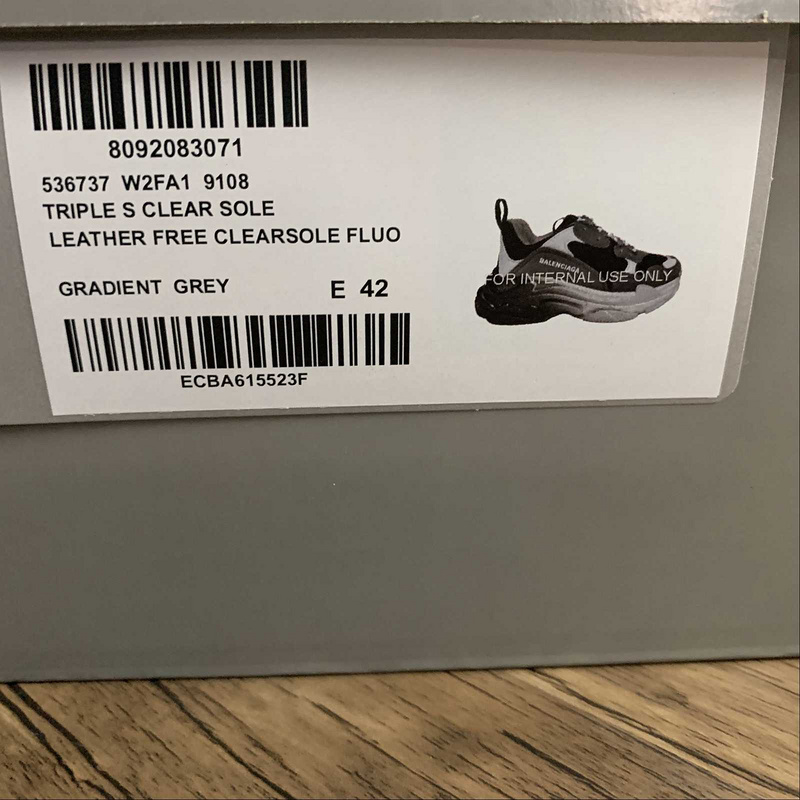 8092083071
536737 W2FA1 9108
TRIPLE S CLEAR SOLE
LEATHER FREE CLEARSOLE FLUO
GRADIENT GREY E 42
ECBA615523F
BALENCIAGA
FOR INTERNAL USE ONLY